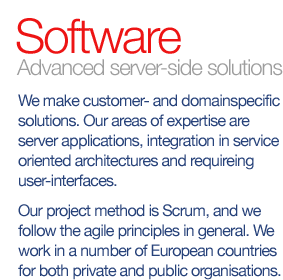 Software
Advanced server-side solutions
We make customer- and domainspecific
solutions. Our areas of expertise are
server applications, integration in service
oriented architectures and requireing
user-interfaces.
Our project method is Scrum, and we
follow the agile principles in general. We
work in a number of European countries
for both private and public organisations.